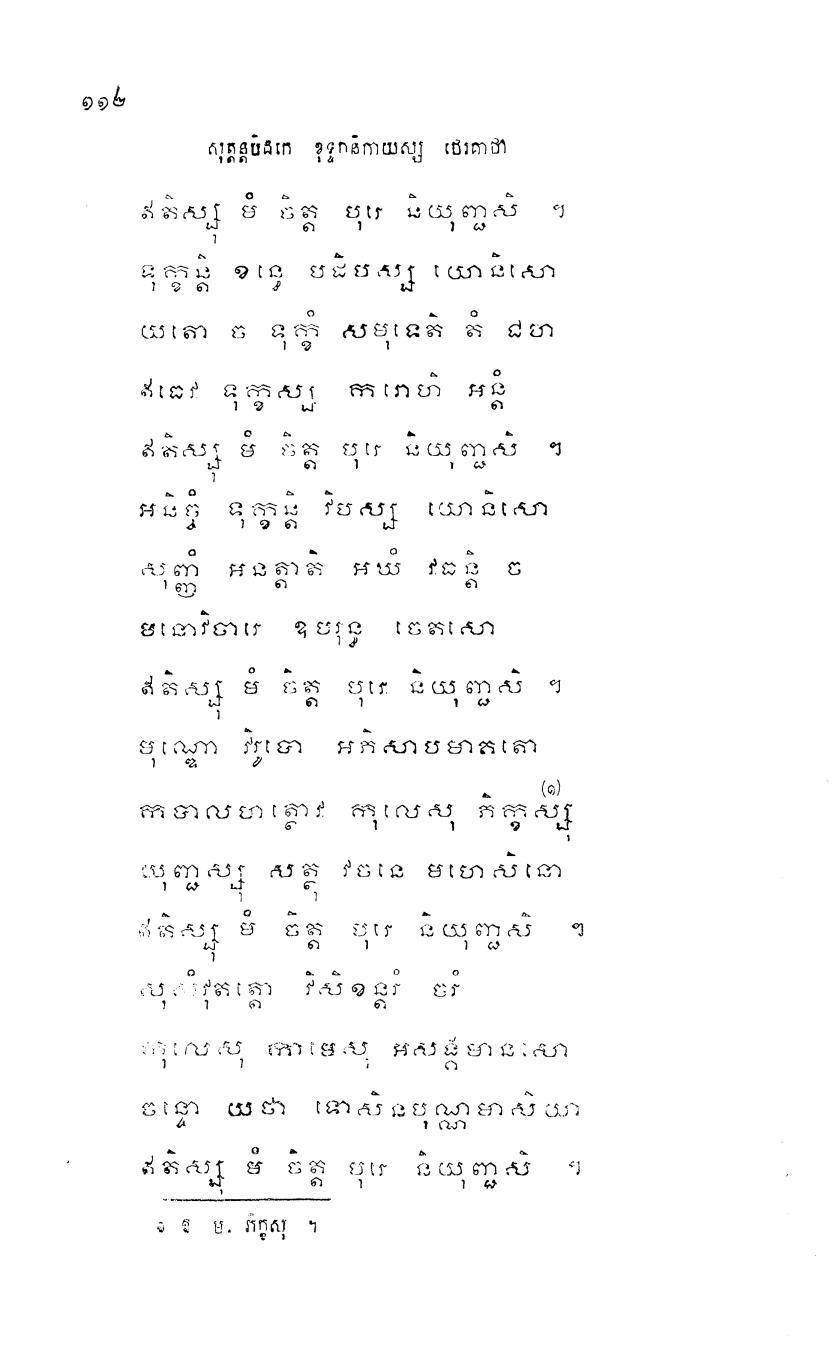 ១១២
សុត្តន្តបិដកេ ខុទ្ទកនិកាយស្ស ថេរគាថា
ឥតិស្សុ មំ ចិត្ត បុរេ និយុញ្ជសិ ។
ទុក្ខន្តិ ខន្ធេ បដិបស្ស យោនិសោ
យតោ ច ទុក្ខំ សមុទេតិ តំ ជហ
ឥធេវ ទុក្ខស្ស ករោហិ អន្តំ
ឥតិស្សុ មំ ចិត្ត បុរេ និយុញ្ជសិ ។
អនិច្ចំ ទុក្ខន្តិ វិបស្ស យោនិសោ
សុញ្ញំ អនត្តាតិ អឃំ វធន្តិ ច
មនោវិចារេ ឧបរុន្ធ ចេតសោ
ឥតិស្សុ មំ ចិត្ត បុរេ និយុញ្ជសិ ។
មុណ្ឌោ វិរូបោ អភិសាបមាគតោ
កបាលហត្ថោវ កុលេសុ ភិក្ខស្សុ (១)
យុញ្ជស្សុ សត្ថុ វចនេ មហេសិនោ
ឥតិស្សុ មំ ចិត្ត បុរេ និយុញ្ជសិ ។
សុសំវុតត្តោ វិសិខន្តរំ ចរំ
កុលេសុ កាមេសុ អសង្គមានសោ
ចន្ទោ យថា ទោសិនបុណ្ណមាសិយា
ឥតិស្សុ មំ ចិត្ត បុរេ និយុញ្ជសិ ។
១ ឱ ម. ភិក្ខសុ ។